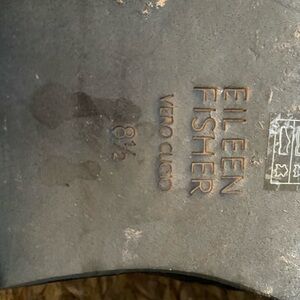 EILEEN
FISHER
VERO CUOIO
8½